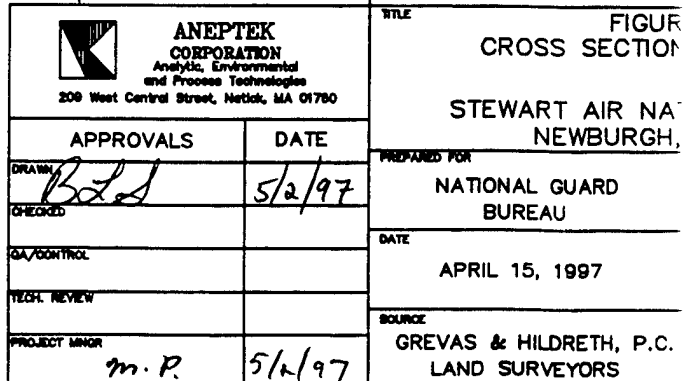 ANEPTEK
CORPORATION
Analytic, Environmental
and Process Technologies
209 West Central Street, Natick, MA 01760
APPROVALS DATE
DRAWN BLS 5/2/97
CHECKED
QA/CONTROL
TECH. REVIEW
PROJECT MNGR M.P. 5/2/97
TITLE
FIGUR
CROSS SECTION
STEWART AIR NA
NEWBURGH,
PREPARED FOR
NATIONAL GUARD
BUREAU
DATE
APRIL 15, 1997
SOURCE
GREVAS & HILDRETH, P.C.
LAND SURVEYORS